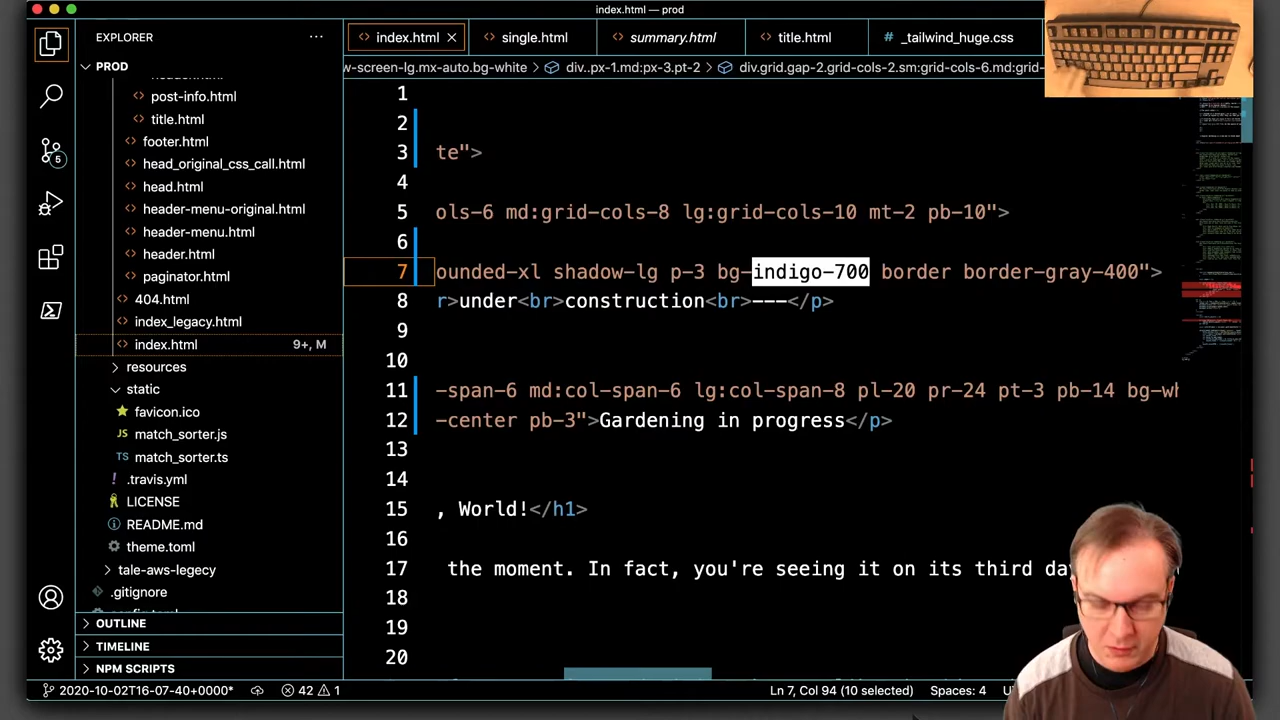 index.html — prod
EXPLORER
index.html
single.html
summary.html
title.html
_tailwind_huge.css
PROD
w-screen-lg.mx-auto.bg-white > div..px-1.md:px-3.pt-2 > div.grid.gap-2.grid-cols-2.sm:grid-cols-6.md:grid-
post-info.html
title.html
footer.html
head_original_css_call.html
head.html
header-menu-original.html
header-menu.html
header.html
paginator.html
404.html
index_legacy.html
index.html 9+, M
resources
static
favicon.ico
match_sorter.js
match_sorter.ts
.travis.yml
LICENSE
README.md
theme.toml
tale-aws-legacy
.gitignore
OUTLINE
TIMELINE
NPM SCRIPTS
1
2
3 te">
4
5 ols-6 md:grid-cols-8 lg:grid-cols-10 mt-2 pb-10">
6
7 ounded-xl shadow-lg p-3 bg-indigo-700 border border-gray-400">
8 r>under<br>construction<br>---</p>
9
10
11 -span-6 md:col-span-6 lg:col-span-8 pl-20 pr-24 pt-3 pb-14 bg-wh
12 -center pb-3">Gardening in progress</p>
13
14
15 , World!</h1>
16
17 the moment. In fact, you're seeing it on its third da
18
19
20
5
2020-10-02T16-07-40+0000*
42
1
Ln 7, Col 94 (10 selected)
Spaces: 4